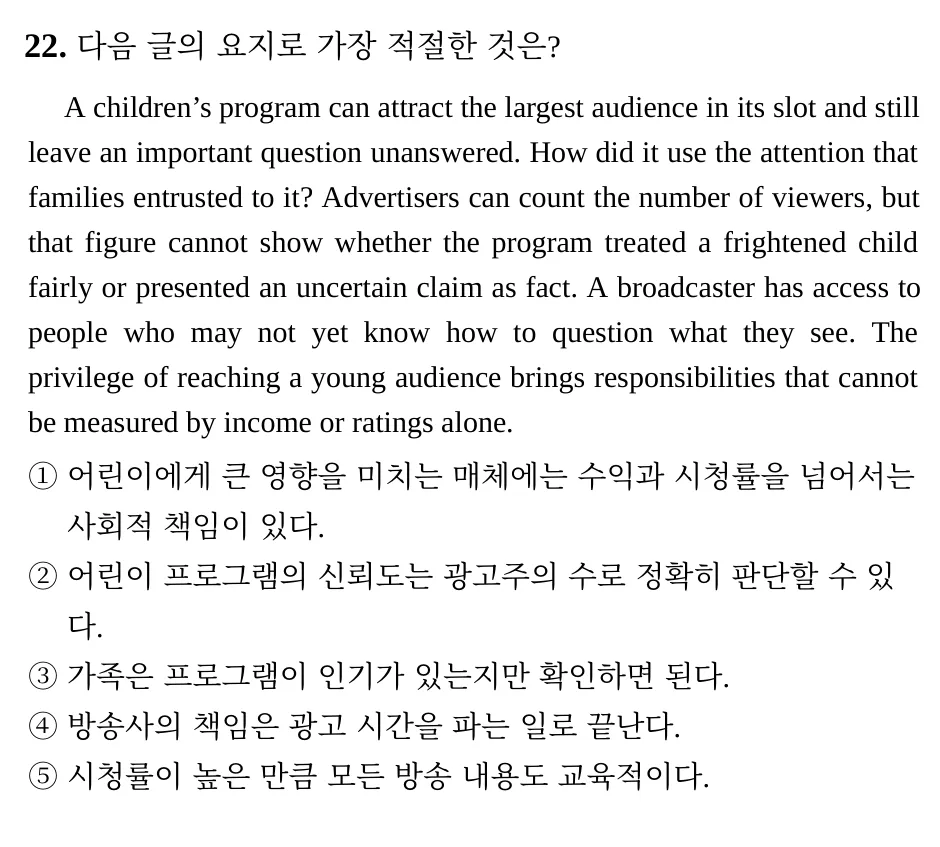 22. 다음 글의 요지로 가장 적절한 것은?
A children’s program can attract the largest audience in its slot and still
leave an important question unanswered. How did it use the attention that
families entrusted to it? Advertisers can count the number of viewers, but
that figure cannot show whether the program treated a frightened child
fairly or presented an uncertain claim as fact. A broadcaster has access to
people who may not yet know how to question what they see. The
privilege of reaching a young audience brings responsibilities that cannot
be measured by income or ratings alone.
① 어린이에게 큰 영향을 미치는 매체에는 수익과 시청률을 넘어서는
사회적 책임이 있다.
② 어린이 프로그램의 신뢰도는 광고주의 수로 정확히 판단할 수 있
다.
③ 가족은 프로그램이 인기가 있는지만 확인하면 된다.
④ 방송사의 책임은 광고 시간을 파는 일로 끝난다.
⑤ 시청률이 높은 만큼 모든 방송 내용도 교육적이다.